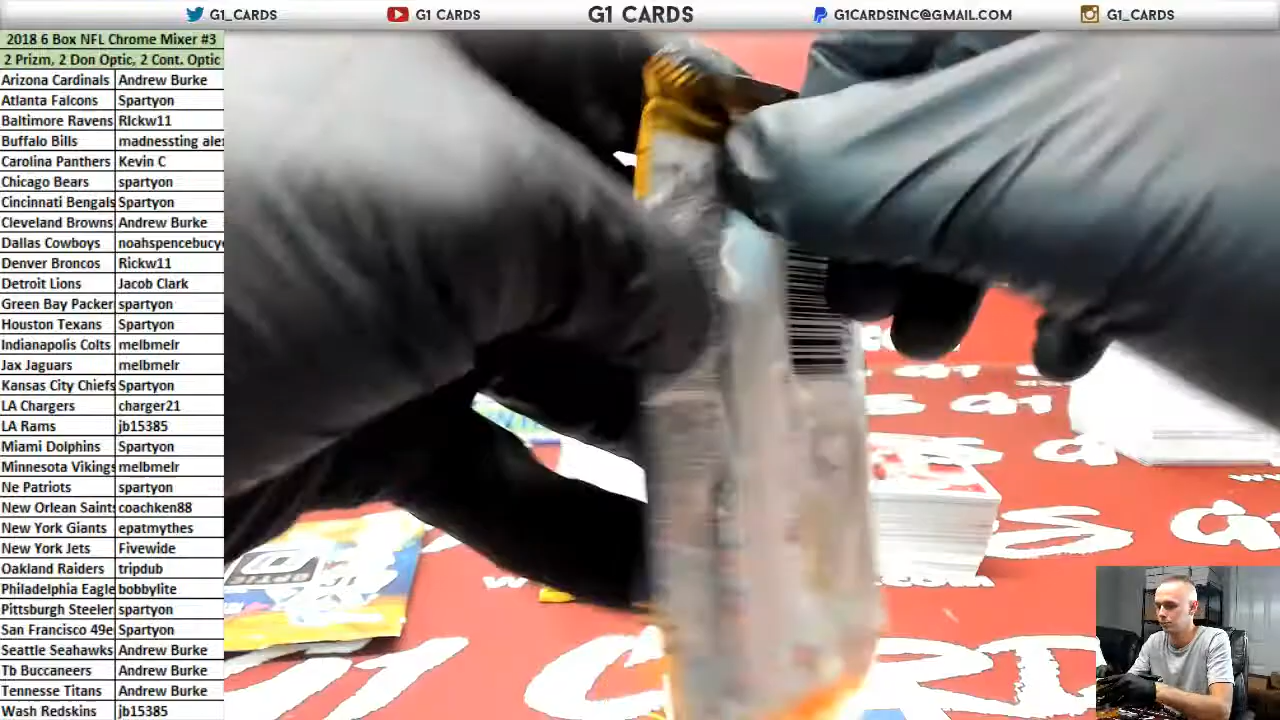 G1_CARDS G1 CARDS G1 CARDS G1CARDSINC@GMAIL.COM G1_CARDS
2018 6 Box NFL Chrome Mixer #3
2 Prizm, 2 Don Optic, 2 Cont. Optic
Arizona Cardinals Andrew Burke
Atlanta Falcons Spartyon
Baltimore Ravens RIckw11
Buffalo Bills madnessting ale
Carolina Panthers Kevin C
Chicago Bears spartyon
Cincinnati Bengals Spartyon
Cleveland Browns Andrew Burke
Dallas Cowboys noahspencebucy
Denver Broncos Rickw11
Detroit Lions Jacob Clark
Green Bay Packer spartyon
Houston Texans Spartyon
Indianapolis Colts melbmelr
Jax Jaguars melbmelr
Kansas City Chiefs Spartyon
LA Chargers charger21
LA Rams jb15385
Miami Dolphins Spartyon
Minnesota Vikings melbmelr
Ne Patriots spartyon
New Orlean Saint coachken88
New York Giants epatmythes
New York Jets Fivewide
Oakland Raiders tripdub
Philadelphia Eagle bobbylite
Pittsburgh Steeler spartyon
San Francisco 49e Spartyon
Seattle Seahawks Andrew Burke
Tb Buccaneers Andrew Burke
Tennesse Titans Andrew Burke
Wash Redskins jb15385
OPTIC
G1 CARD